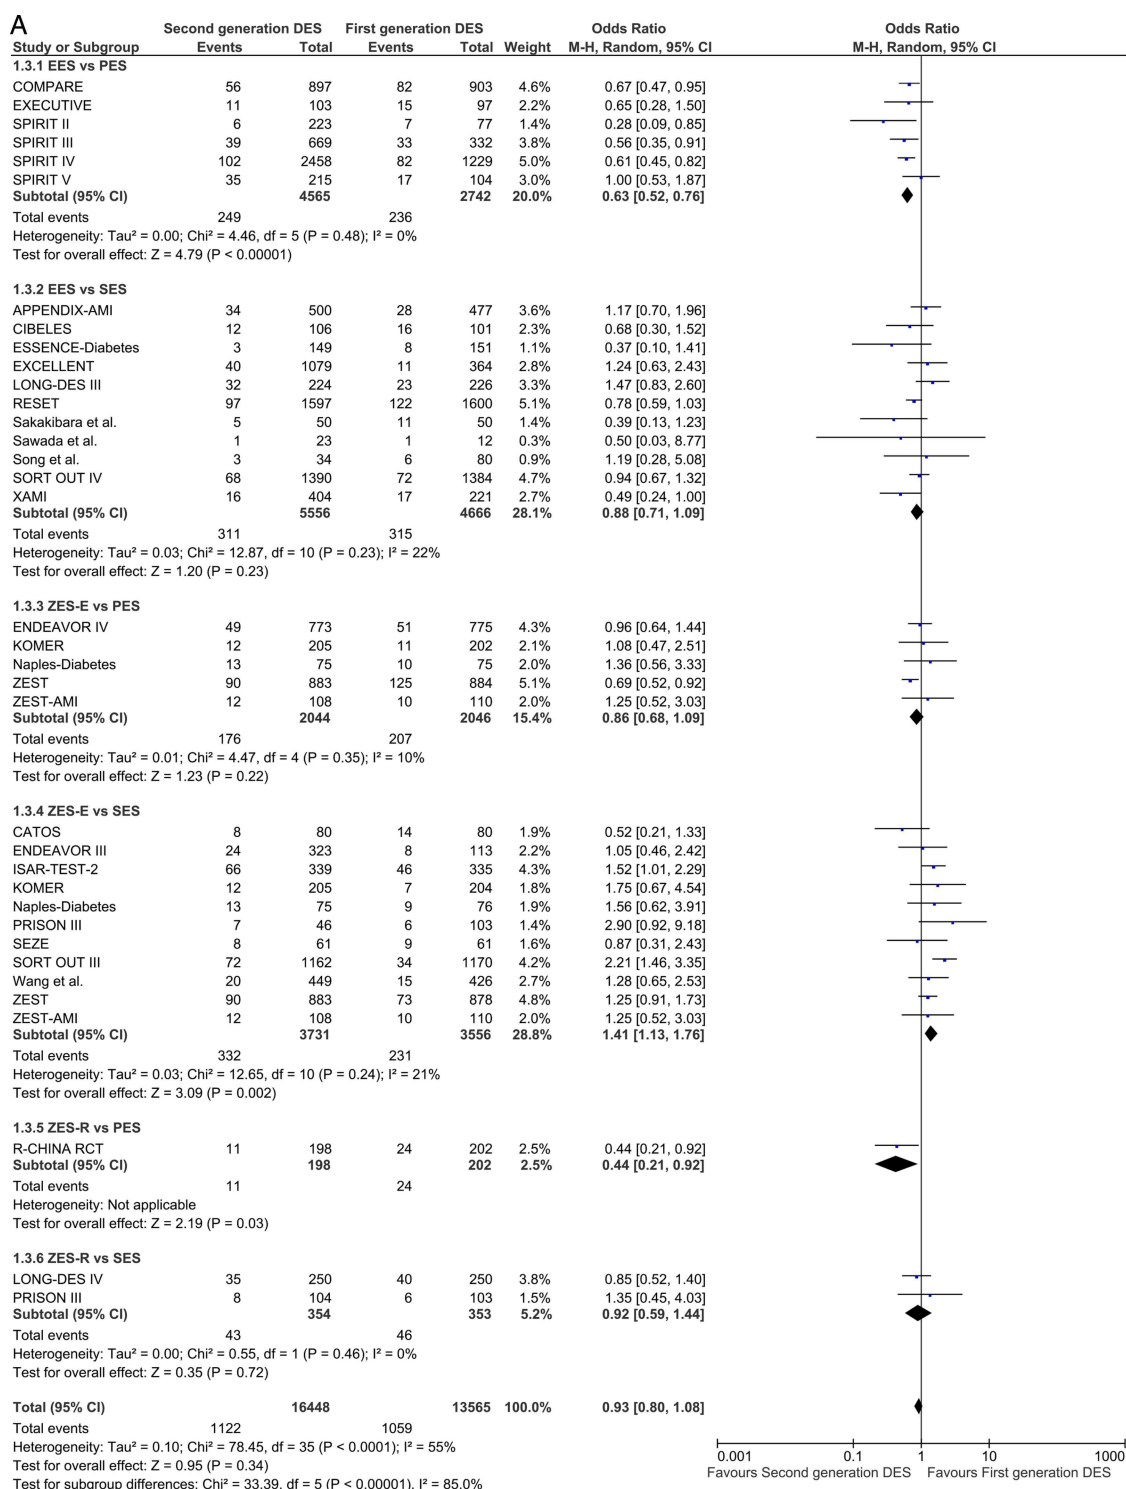 A
Second generation DES First generation DES Odds Ratio Odds Ratio
Study or Subgroup Events Total Events Total Weight M-H, Random, 95% CI M-H, Random, 95% CI
1.3.1 EES vs PES
COMPARE 56 897 82 903 4.6% 0.67 [0.47, 0.95]
EXECUTIVE 11 103 15 97 2.2% 0.65 [0.28, 1.50]
SPIRIT II 6 223 7 77 1.4% 0.28 [0.09, 0.85]
SPIRIT III 39 669 33 332 3.8% 0.56 [0.35, 0.91]
SPIRIT IV 102 2458 82 1229 5.0% 0.61 [0.45, 0.82]
SPIRIT V 35 215 17 104 3.0% 1.00 [0.53, 1.87]
Subtotal (95% CI) 4565 2742 20.0% 0.63 [0.52, 0.76]
Total events 249 236
Heterogeneity: Tau² = 0.00; Chi² = 4.46, df = 5 (P = 0.48); I² = 0%
Test for overall effect: Z = 4.79 (P < 0.00001)
1.3.2 EES vs SES
APPENDIX-AMI 34 500 28 477 3.6% 1.17 [0.70, 1.96]
CIBELES 12 106 16 101 2.3% 0.68 [0.30, 1.52]
ESSENCE-Diabetes 3 149 8 151 1.1% 0.37 [0.10, 1.41]
EXCELLENT 40 1079 11 364 2.8% 1.24 [0.63, 2.43]
LONG-DES III 32 224 23 226 3.3% 1.47 [0.83, 2.60]
RESET 97 1597 122 1600 5.1% 0.78 [0.59, 1.03]
Sakakibara et al. 5 50 11 50 1.4% 0.39 [0.13, 1.23]
Sawada et al. 1 23 1 12 0.3% 0.50 [0.03, 8.77]
Song et al. 3 34 6 80 0.9% 1.19 [0.28, 5.08]
SORT OUT IV 68 1390 72 1384 4.7% 0.94 [0.67, 1.32]
XAMI 16 404 17 221 2.7% 0.49 [0.24, 1.00]
Subtotal (95% CI) 5556 4666 28.1% 0.88 [0.71, 1.09]
Total events 311 315
Heterogeneity: Tau² = 0.03; Chi² = 12.87, df = 10 (P = 0.23); I² = 22%
Test for overall effect: Z = 1.20 (P = 0.23)
1.3.3 ZES-E vs PES
ENDEAVOR IV 49 773 51 775 4.3% 0.96 [0.64, 1.44]
KOMER 12 205 11 202 2.1% 1.08 [0.47, 2.51]
Naples-Diabetes 13 75 10 75 2.0% 1.36 [0.56, 3.33]
ZEST 90 883 125 884 5.1% 0.69 [0.52, 0.92]
ZEST-AMI 12 108 10 110 2.0% 1.25 [0.52, 3.03]
Subtotal (95% CI) 2044 2046 15.4% 0.86 [0.68, 1.09]
Total events 176 207
Heterogeneity: Tau² = 0.01; Chi² = 4.47, df = 4 (P = 0.35); I² = 10%
Test for overall effect: Z = 1.23 (P = 0.22)
1.3.4 ZES-E vs SES
CATOS 8 80 14 80 1.9% 0.52 [0.21, 1.33]
ENDEAVOR III 24 323 8 113 2.2% 1.05 [0.46, 2.42]
ISAR-TEST-2 66 339 46 335 4.3% 1.52 [1.01, 2.29]
KOMER 12 205 7 204 1.8% 1.75 [0.67, 4.54]
Naples-Diabetes 13 75 9 76 1.9% 1.56 [0.62, 3.91]
PRISON III 7 46 6 103 1.4% 2.90 [0.92, 9.18]
SEZE 8 61 9 61 1.6% 0.87 [0.31, 2.43]
SORT OUT III 72 1162 34 1170 4.2% 2.21 [1.46, 3.35]
Wang et al. 20 449 15 426 2.7% 1.28 [0.65, 2.53]
ZEST 90 883 73 878 4.8% 1.25 [0.91, 1.73]
ZEST-AMI 12 108 10 110 2.0% 1.25 [0.52, 3.03]
Subtotal (95% CI) 3731 3556 28.8% 1.41 [1.13, 1.76]
Total events 332 231
Heterogeneity: Tau² = 0.03; Chi² = 12.65, df = 10 (P = 0.24); I² = 21%
Test for overall effect: Z = 3.09 (P = 0.002)
1.3.5 ZES-R vs PES
R-CHINA RCT 11 198 24 202 2.5% 0.44 [0.21, 0.92]
Subtotal (95% CI) 198 202 2.5% 0.44 [0.21, 0.92]
Total events 11 24
Heterogeneity: Not applicable
Test for overall effect: Z = 2.19 (P = 0.03)
1.3.6 ZES-R vs SES
LONG-DES IV 35 250 40 250 3.8% 0.85 [0.52, 1.40]
PRISON III 8 104 6 103 1.5% 1.35 [0.45, 4.03]
Subtotal (95% CI) 354 353 5.2% 0.92 [0.59, 1.44]
Total events 43 46
Heterogeneity: Tau² = 0.00; Chi² = 0.55, df = 1 (P = 0.46); I² = 0%
Test for overall effect: Z = 0.35 (P = 0.72)
Total (95% CI) 16448 13565 100.0% 0.93 [0.80, 1.08]
Total events 1122 1059
Heterogeneity: Tau² = 0.10; Chi² = 78.45, df = 35 (P < 0.0001); I² = 55%
Test for overall effect: Z = 0.95 (P = 0.34)
Test for subgroup differences: Chi² = 33.39, df = 5 (P < 0.00001), I² = 85.0%
0.001 0.1 1 10 1000
Favours Second generation DES Favours First generation DES